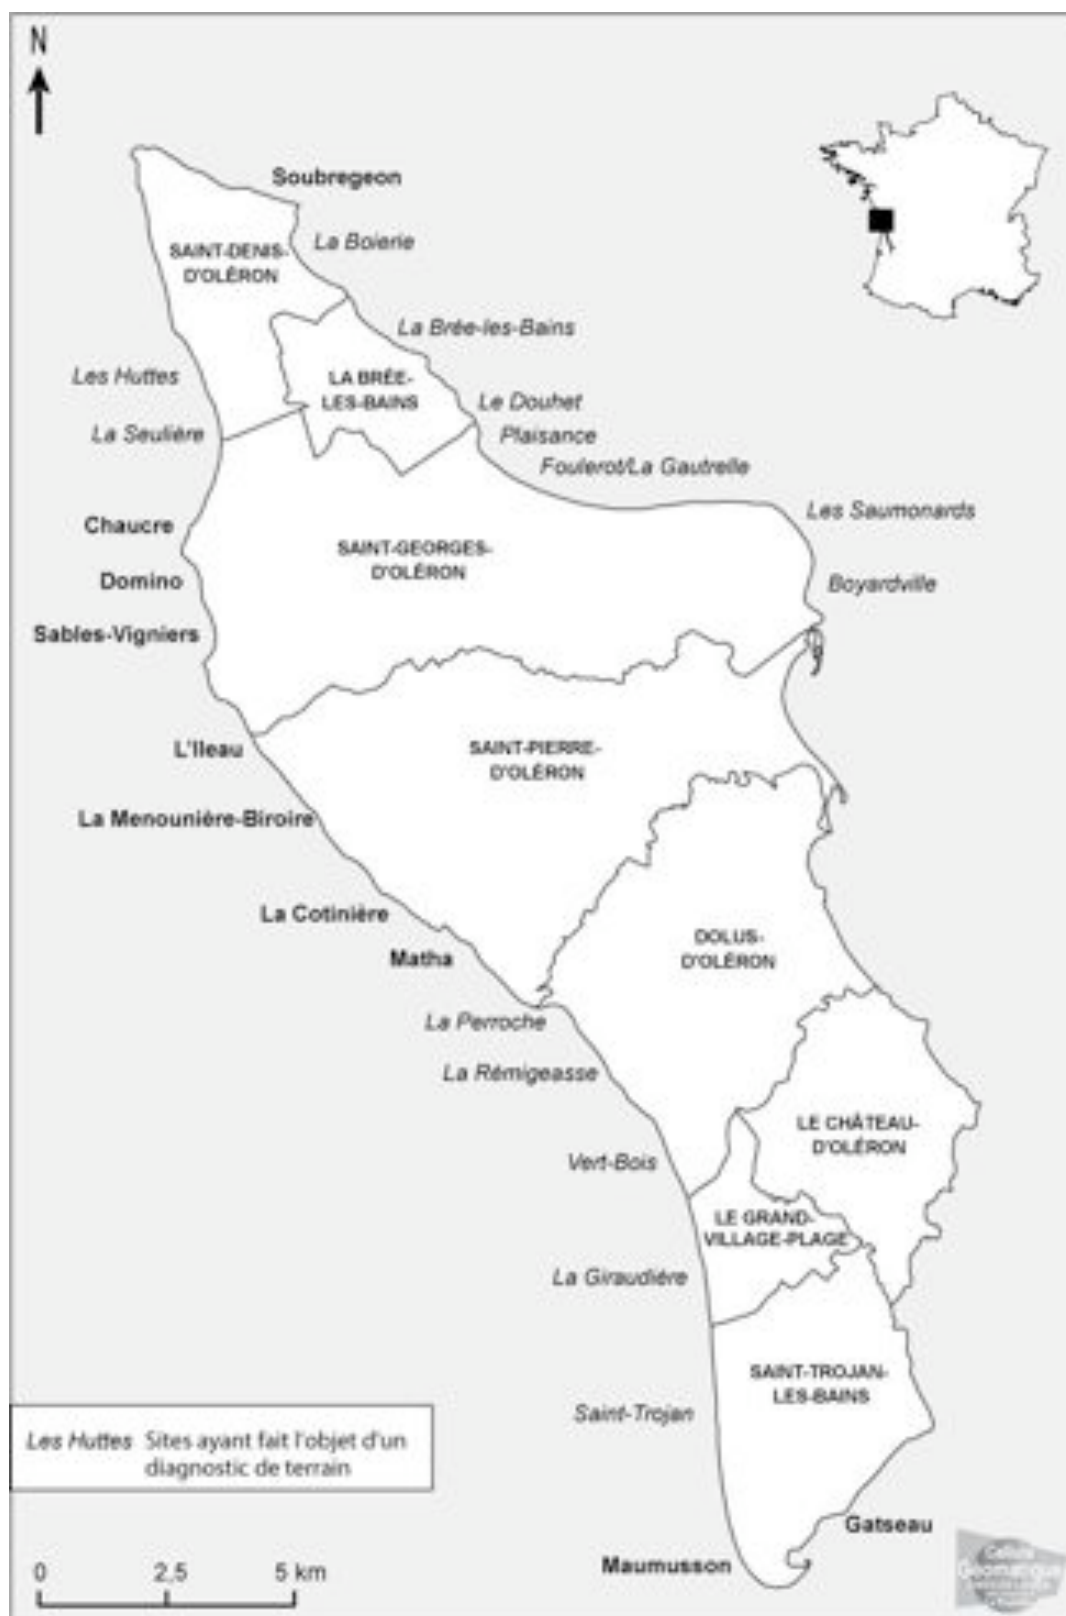 N
Soubregeon
La Boierie
SAINT-DENIS-
D'OLÉRON
La Brée-les-Bains
Les Huttes
LA BRÉE-
LES-BAINS
Le Douhet
La Seulière
Plaisance
Foulerot/La Gautrelle
Les Saumonards
Chaucre
SAINT-GEORGES-
D'OLÉRON
Domino
Boyardville
Sables-Vigniers
L'Ileau
SAINT-PIERRE-
D'OLÉRON
La Menounière-Biroire
La Cotinière
Matha
DOLUS-
D'OLÉRON
La Perroche
La Rémigeasse
LE CHÂTEAU-
D'OLÉRON
Vert-Bois
LE GRAND-
VILLAGE-PLAGE
La Giraudière
SAINT-TROJAN-
LES-BAINS
Saint-Trojan
Les Huttes Sites ayant fait l'objet d'un
diagnostic de terrain
Gatseau
Maumusson
0 2,5 5 km